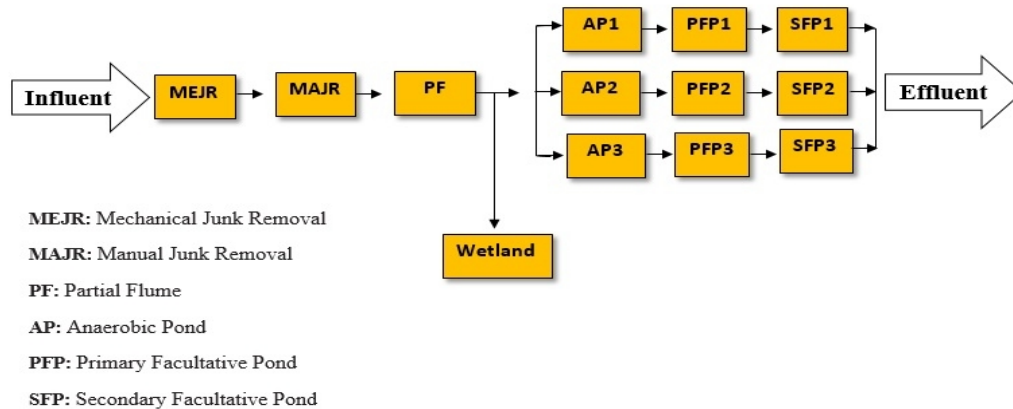 AP1
PFP1
SFP1
Influent
MEJR
MAJR
PF
AP2
PFP2
SFP2
Effluent
AP3
PFP3
SFP3
Wetland
MEJR: Mechanical Junk Removal
MAJR: Manual Junk Removal
PF: Partial Flume
AP: Anaerobic Pond
PFP: Primary Facultative Pond
SFP: Secondary Facultative Pond